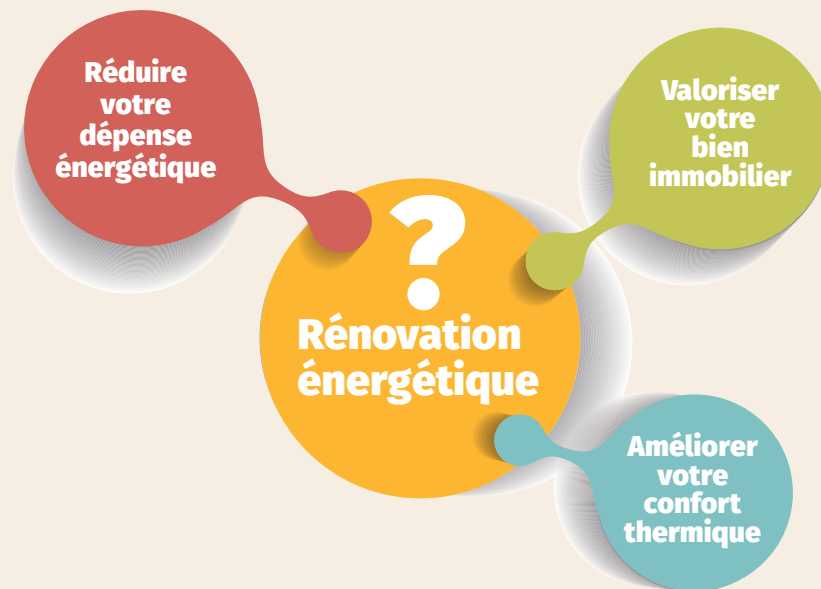 Réduire
votre
dépense
énergétique
Valoriser
votre
bien
immobilier
?
Rénovation
énergétique
Améliorer
votre
confort
thermique